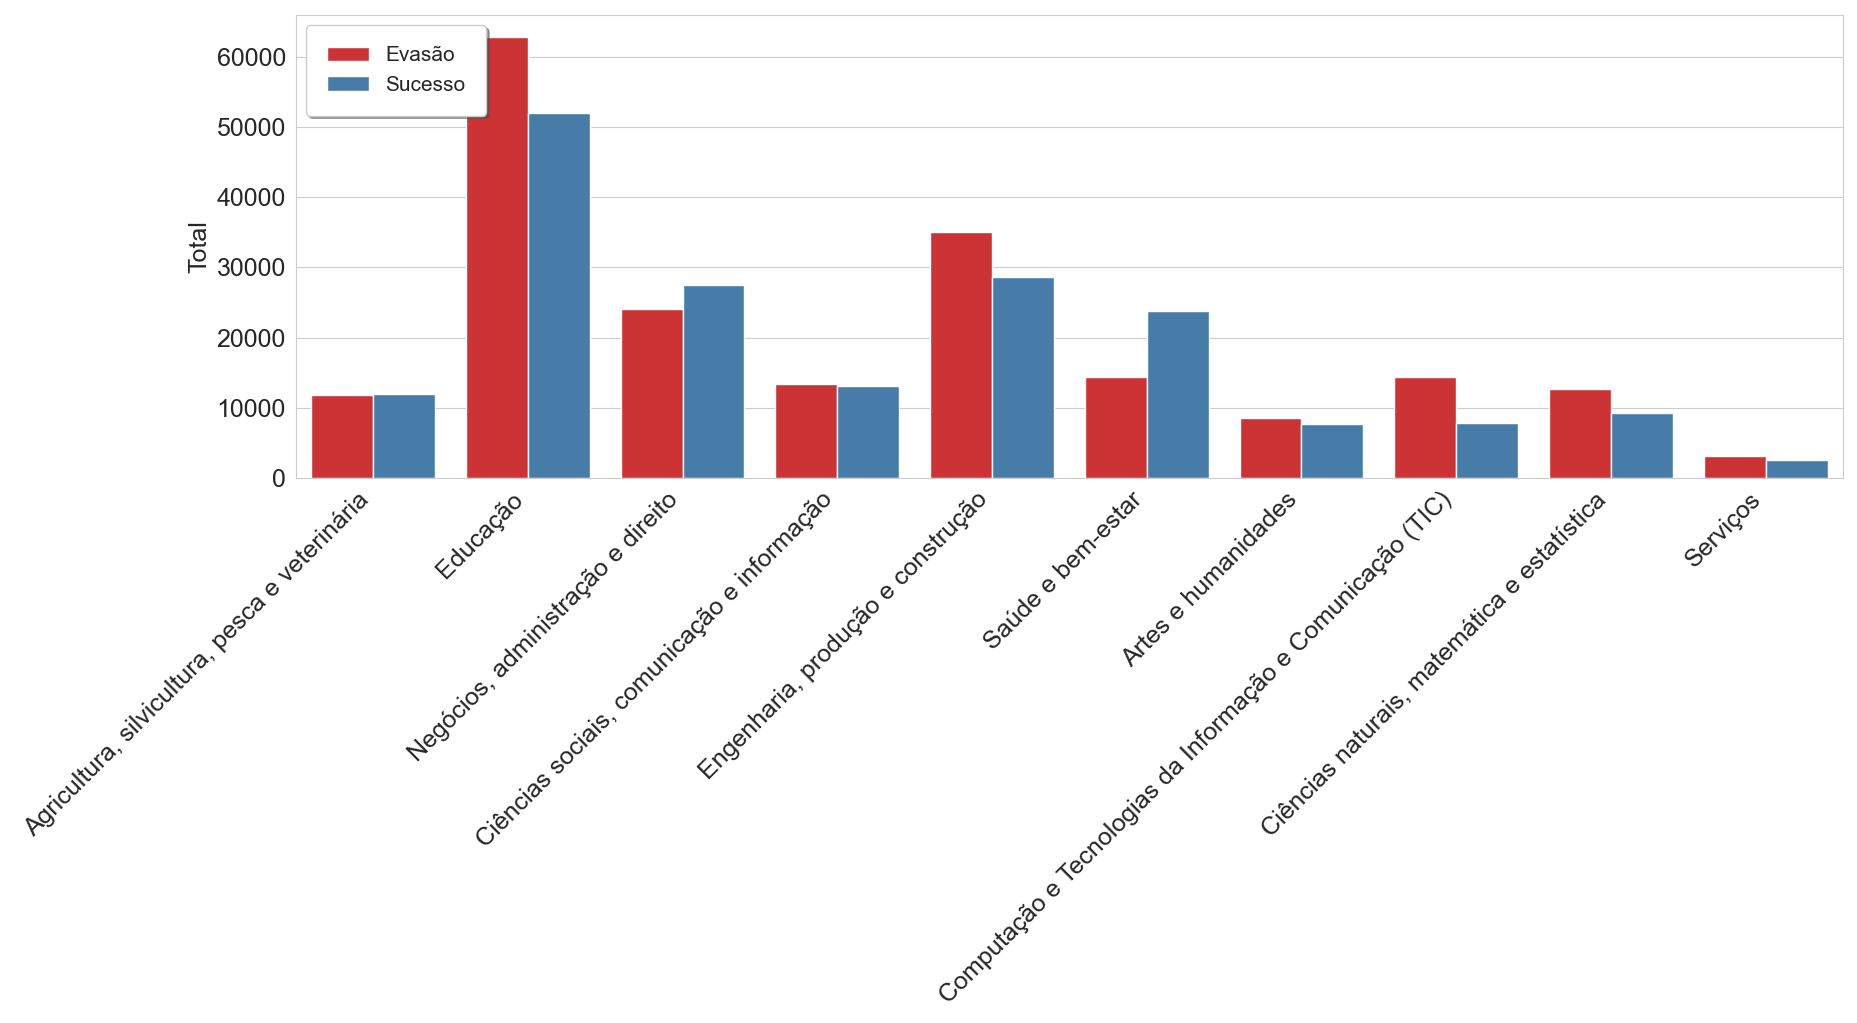 Evasão
Sucesso
60000
50000
40000
30000
20000
10000
0
Total
Agricultura, silvicultura, pesca e veterinária
Educação
Negócios, administração e direito
Ciências sociais, comunicação e informação
Engenharia, produção e construção
Saúde e bem-estar
Artes e humanidades
Computação e Tecnologias da Informação e Comunicação (TIC)
Ciências naturais, matemática e estatística
Serviços